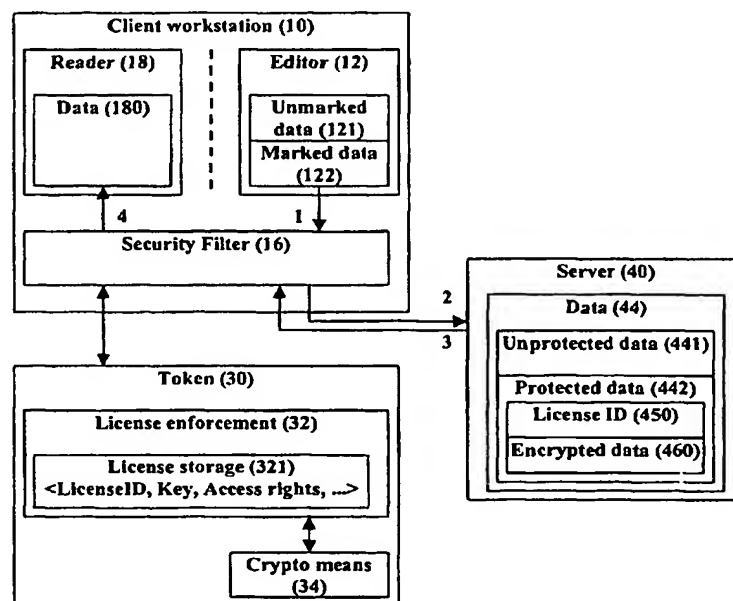 Client workstation (10)
Reader (18)
Data (180)
Editor (12)
Unmarked
data (121)
Marked data
(122)
4
1
Security Filter (16)
2
3
Server (40)
Data (44)
Unprotected data (441)
Protected data (442)
License ID (450)
Encrypted data (460)
Token (30)
License enforcement (32)
License storage (321)
<LicenseID, Key, Access rights, ...>
Crypto means
(34)